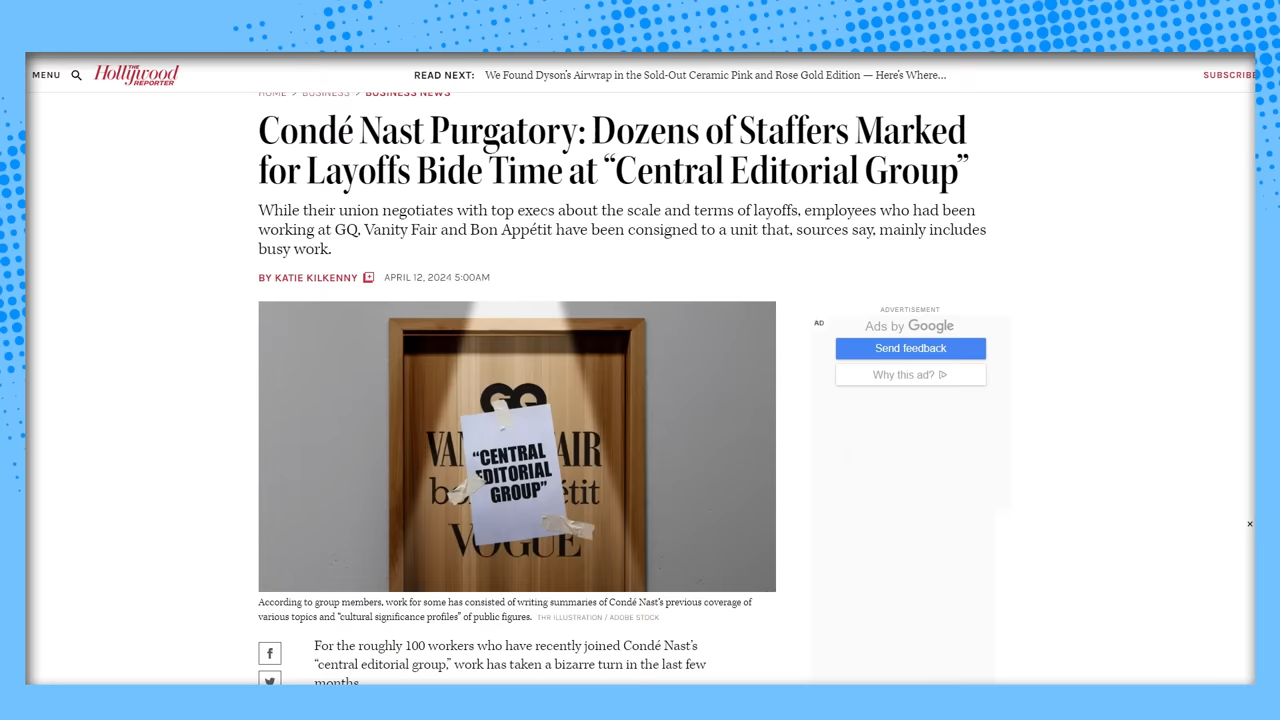 MENU
THE
Hollywood
REPORTER
READ NEXT: We Found Dyson's Airwrap in the Sold-Out Ceramic Pink and Rose Gold Edition — Here's Where...
SUBSCRIBE
HOME > BUSINESS > BUSINESS NEWS
Condé Nast Purgatory: Dozens of Staffers Marked
for Layoffs Bide Time at “Central Editorial Group”
While their union negotiates with top execs about the scale and terms of layoffs, employees who had been
working at GQ, Vanity Fair and Bon Appétit have been consigned to a unit that, sources say, mainly includes
busy work.
BY KATIE KILKENNY
APRIL 12, 2024 5:00AM
GQ
VAN AIR
bo étit
VOGUE
“CENTRAL
EDITORIAL
GROUP”
ADVERTISEMENT
AD
Ads by Google
Send feedback
Why this ad?
According to group members, work for some has consisted of writing summaries of Condé Nast's previous coverage of
various topics and “cultural significance profiles” of public figures. THR ILLUSTRATION / ADOBE STOCK
For the roughly 100 workers who have recently joined Condé Nast's
“central editorial group,” work has taken a bizarre turn in the last few
months.